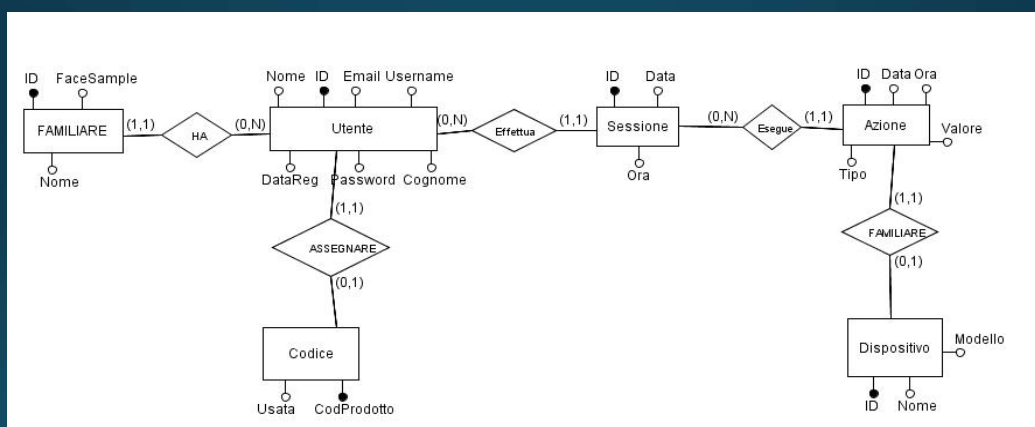 ID FaceSample
FAMILIARE
Nome
(1,1)
HA
(0,N)
Nome ID Email Username
Utente
DataReg Password Cognome
(0,N)
Effettua
(1,1)
ID Data
Sessione
Ora
(0,N)
Esegue
(1,1)
ID Data Ora
Azione
Valore
Tipo
(1,1)
ASSEGNARE
(0,1)
Codice
Usata CodProdotto
(1,1)
FAMILIARE
(0,1)
Dispositivo
Modello
ID Nome